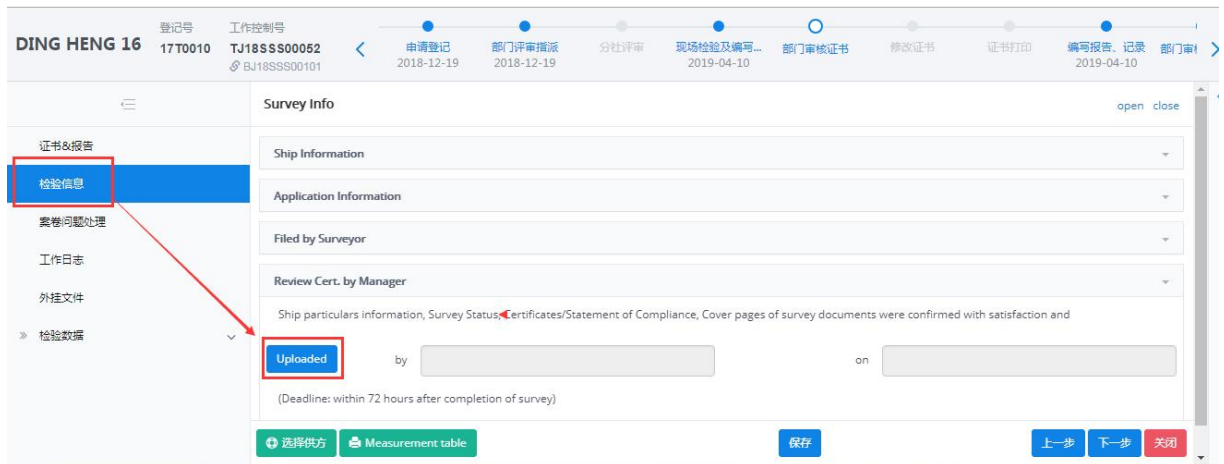 DING HENG 16
登记号
17T0010
工作控制号
TJ18SSS00052
BJ18SSS00101
申请登记
2018-12-19
部门评审指派
2018-12-19
分社评审
现场检验及编写...
2019-04-10
部门审核证书
修改证书
证书打印
编写报告、记录
2019-04-10
部门审
证书&报告
检验信息
案卷问题处理
工作日志
外挂文件
检验数据
Survey Info
open close
Ship Information
Application Information
Filed by Surveyor
Review Cert. by Manager
Ship particulars information, Survey Status, Certificates/Statement of Compliance, Cover pages of survey documents were confirmed with satisfaction and
Uploaded by on
(Deadline: within 72 hours after completion of survey)
选择供方 Measurement table 保存 上一步 下一步 关闭